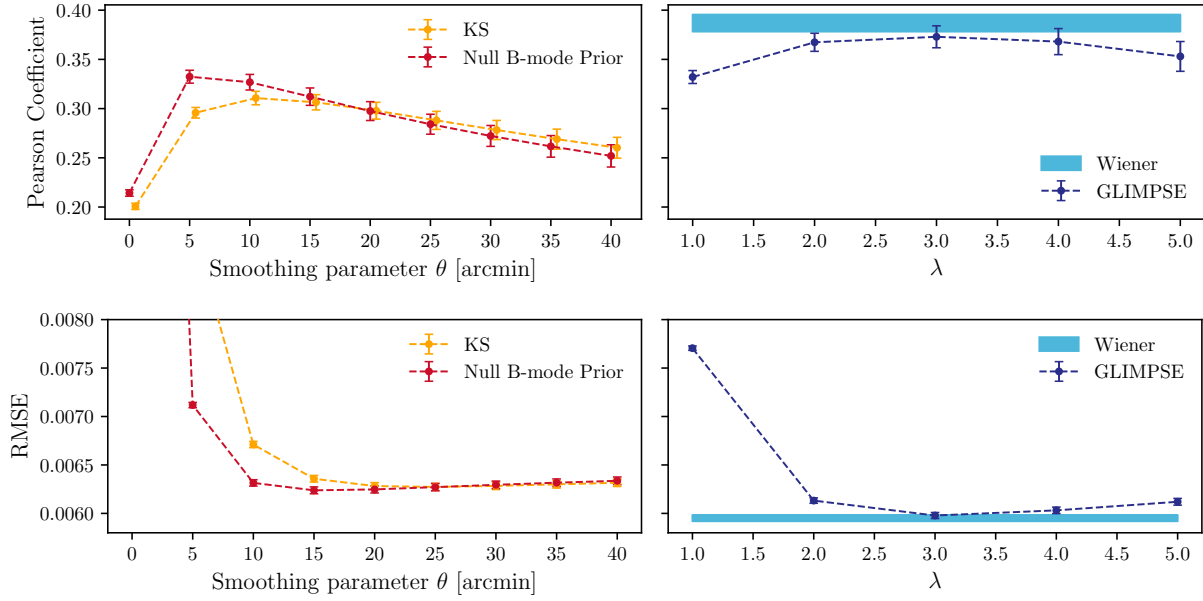 0.40
0.35
0.30
0.25
0.20
Pearson Coefficient
KS
Null B-mode Prior
0 5 10 15 20 25 30 35 40
Smoothing parameter θ [arcmin]
Wiener
GLIMPSE
1.0 1.5 2.0 2.5 3.0 3.5 4.0 4.5 5.0
λ
0.0080
0.0075
0.0070
0.0065
0.0060
RMSE
KS
Null B-mode Prior
0 5 10 15 20 25 30 35 40
Smoothing parameter θ [arcmin]
Wiener
GLIMPSE
1.0 1.5 2.0 2.5 3.0 3.5 4.0 4.5 5.0
λ